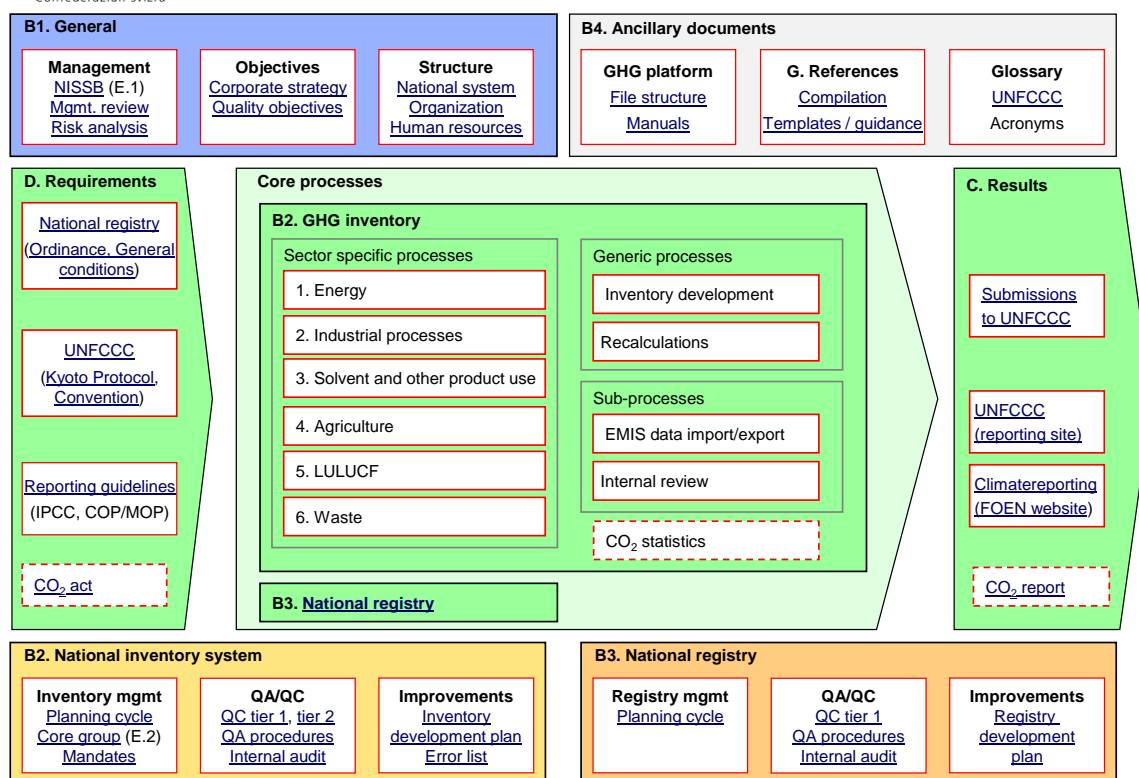 Confederaziun svizra
B1. General
Management
NISSB (E.1)
Mgmt. review
Risk analysis
Objectives
Corporate strategy
Quality objectives
Structure
National system
Organization
Human resources
B4. Ancillary documents
GHG platform
File structure
Manuals
G. References
Compilation
Templates / guidance
Glossary
UNFCCC
Acronyms
D. Requirements
National registry
(Ordinance, General
conditions)
UNFCCC
(Kyoto Protocol,
Convention)
Reporting guidelines
(IPCC, COP/MOP)
CO2 act
Core processes
B2. GHG inventory
Sector specific processes
1. Energy
2. Industrial processes
3. Solvent and other product use
4. Agriculture
5. LULUCF
6. Waste
Generic processes
Inventory development
Recalculations
Sub-processes
EMIS data import/export
Internal review
CO2 statistics
B3. National registry
C. Results
Submissions
to UNFCCC
UNFCCC
(reporting site)
Climatereporting
(FOEN website)
CO2 report
B2. National inventory system
Inventory mgmt
Planning cycle
Core group (E.2)
Mandates
QA/QC
QC tier 1, tier 2
QA procedures
Internal audit
Improvements
Inventory
development plan
Error list
B3. National registry
Registry mgmt
Planning cycle
QA/QC
QC tier 1
QA procedures
Internal audit
Improvements
Registry
development
plan